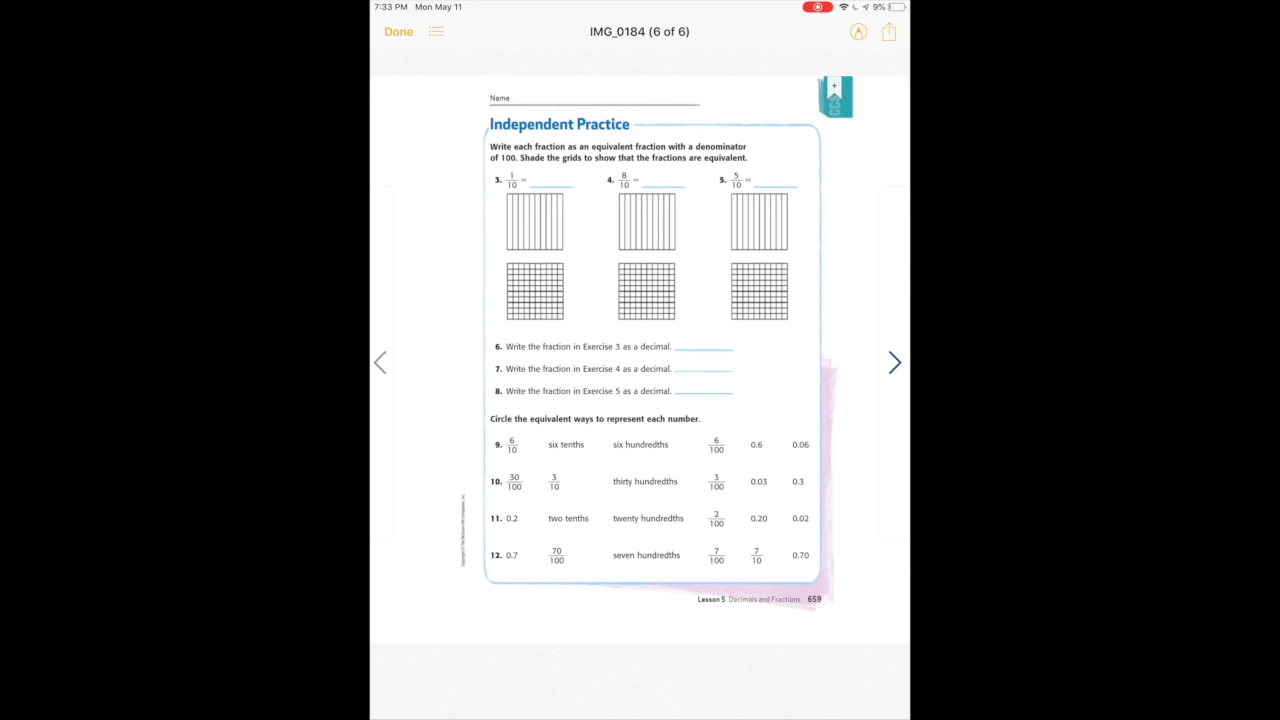 7:33 PM Mon May 11
9%
Done
IMG_0184 (6 of 6)
Name
CCSS
Independent Practice
Write each fraction as an equivalent fraction with a denominator
of 100. Shade the grids to show that the fractions are equivalent.
3. 1/10 = 4. 8/10 = 5. 5/10 =
6. Write the fraction in Exercise 3 as a decimal.
7. Write the fraction in Exercise 4 as a decimal.
8. Write the fraction in Exercise 5 as a decimal.
Circle the equivalent ways to represent each number.
9. 6/10 six tenths six hundredths 6/100 0.6 0.06
10. 30/100 3/10 thirty hundredths 3/100 0.03 0.3
11. 0.2 two tenths twenty hundredths 2/100 0.20 0.02
12. 0.7 70/100 seven hundredths 7/100 7/10 0.70
Copyright © The McGraw-Hill Companies, Inc.
Lesson 5 Decimals and Fractions 659